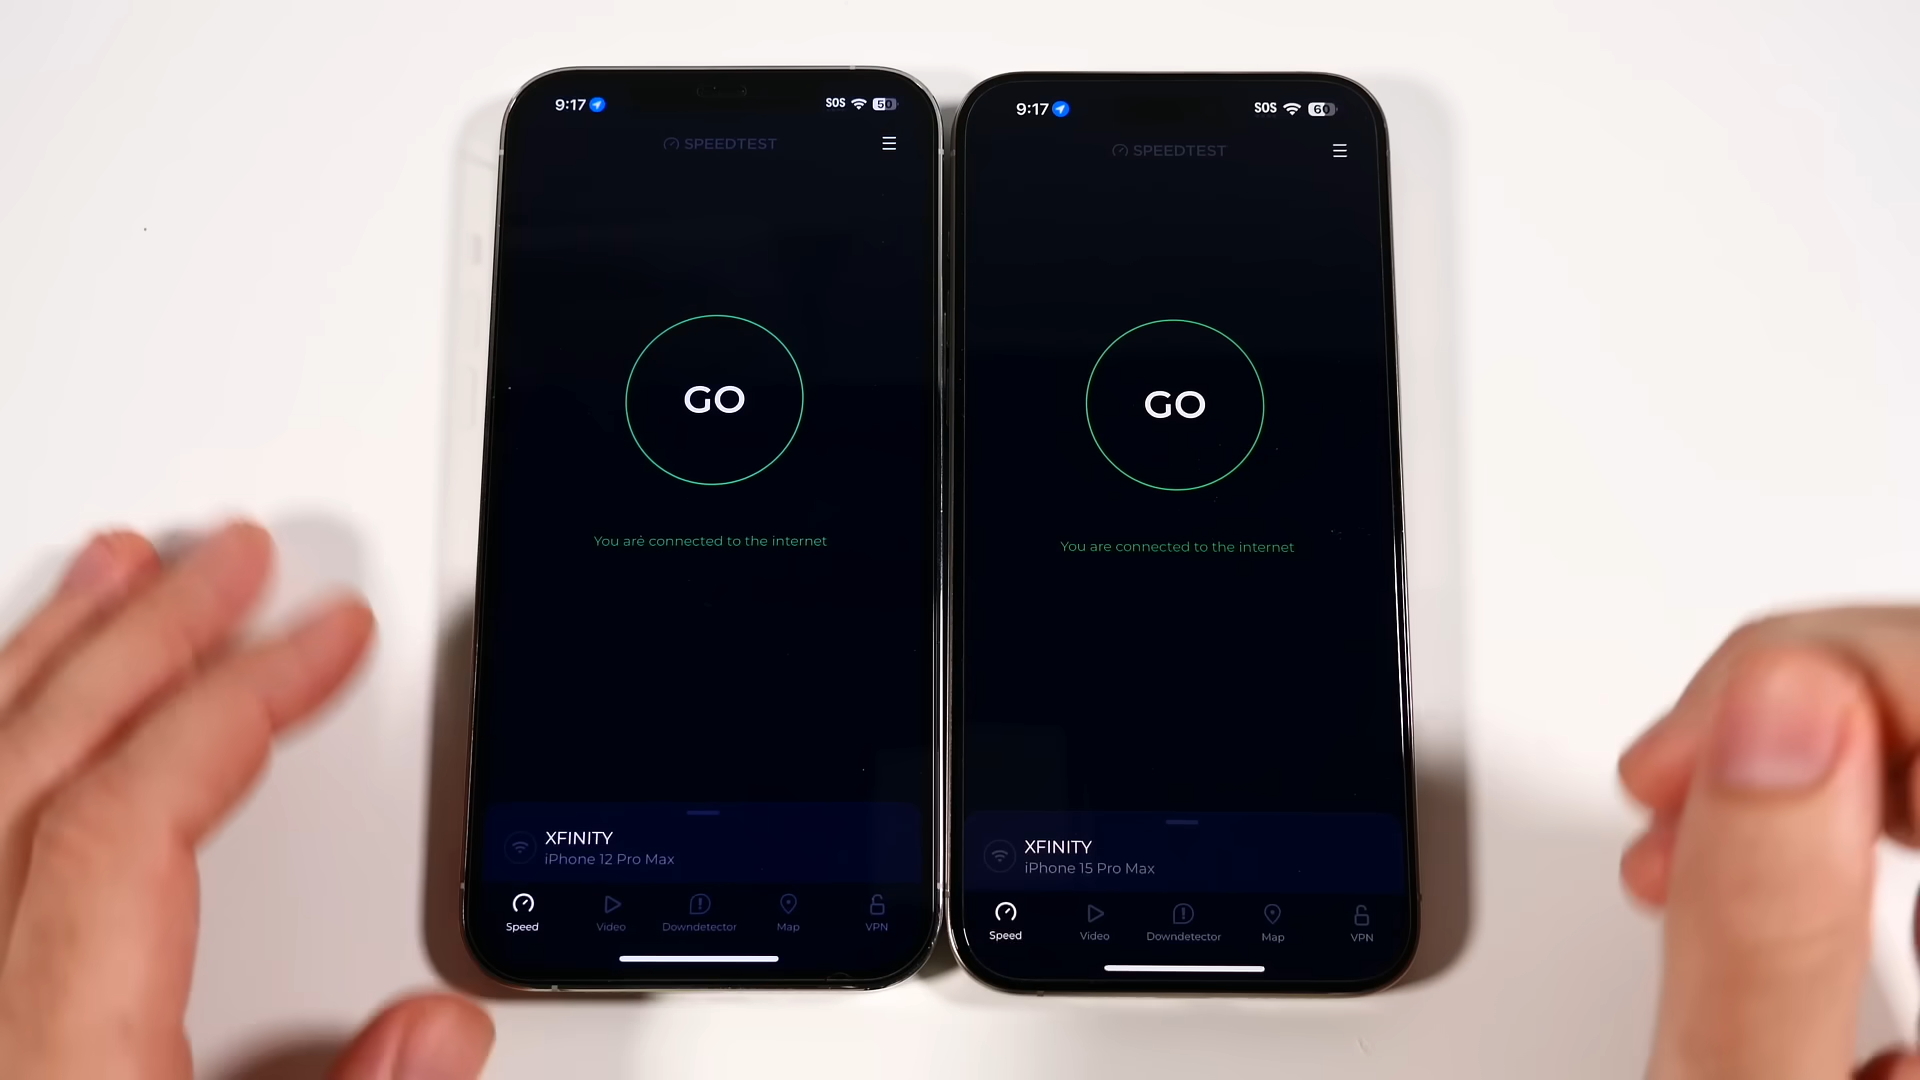 9:17
SOS 50
SPEEDTEST
GO
You are connected to the internet
XFINITY
iPhone 12 Pro Max
Speed
Video
Downdetector
Map
VPN
9:17
SOS 60
SPEEDTEST
GO
You are connected to the internet
XFINITY
iPhone 15 Pro Max
Speed
Video
Downdetector
Map
VPN